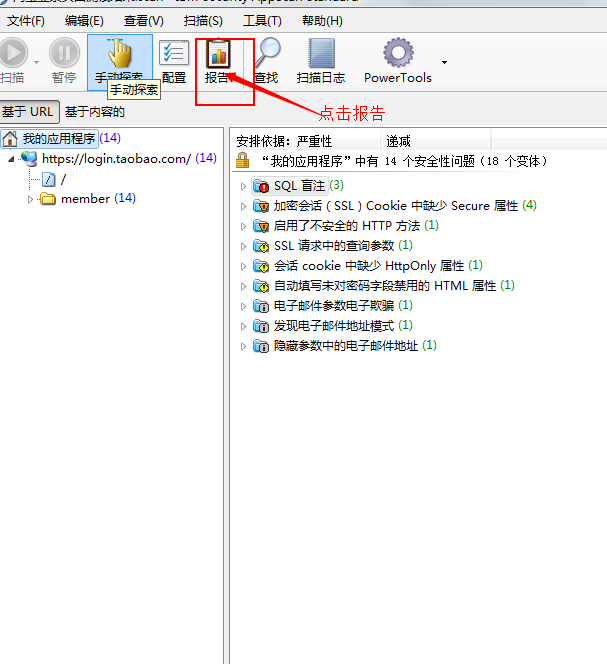 IBM Security AppScan Standard
文件(F) 编辑(E) 查看(V) 扫描(S) 工具(T) 帮助(H)
扫描 暂停 手动探索 配置 报告 查找 扫描日志 PowerTools
手动探索
点击报告
基于 URL 基于内容的
我的应用程序 (14)
https://login.taobao.com/ (14)
/
member (14)
安排依据: 严重性 递减
“我的应用程序”中有 14 个安全性问题 (18 个变体)
SQL 盲注 (3)
加密会话 ( SSL ) Cookie 中缺少 Secure 属性 (4)
启用了不安全的 HTTP 方法 (1)
SSL 请求中的查询参数 (1)
会话 cookie 中缺少 HttpOnly 属性 (1)
自动填写未对密码字段禁用的 HTML 属性 (1)
电子邮件参数电子欺骗 (1)
发现电子邮件地址模式 (1)
隐藏参数中的电子邮件地址 (1)